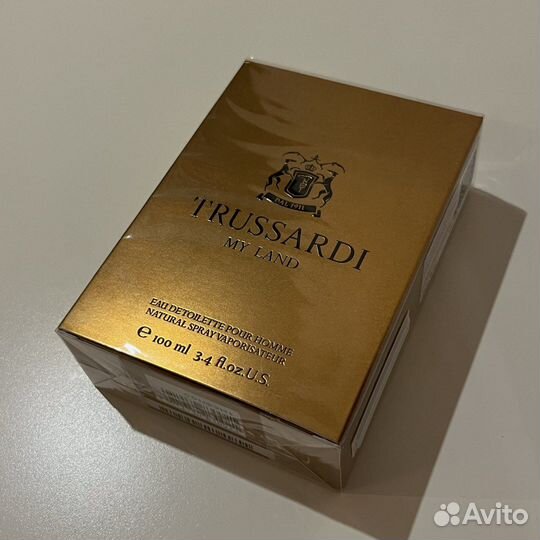 DAL 1911
TRUSSARDI
MY LAND
EAU DE TOILETTE POUR HOMME
NATURAL SPRAY VAPORISATEUR
e 100 ml 3.4 fl.oz.U.S.
Avito